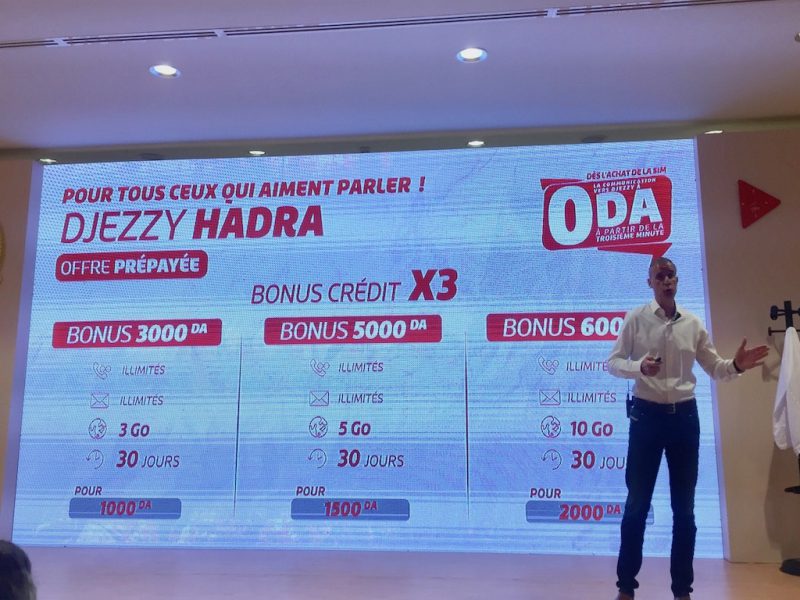 POUR TOUS CEUX QUI AIMENT PARLER !
DJEZZY HADRA
OFFRE PRÉPAYÉE
DÈS L'ACHAT DE LA SIM
LA COMMUNICATION
VERS DJEZZY À
0 DA
À PARTIR DE LA
TROISIÈME MINUTE
BONUS CRÉDIT X3
BONUS 3000 DA
ILLIMITÉS
ILLIMITÉS
3 Go
30 JOURS
POUR
1000 DA
BONUS 5000 DA
ILLIMITÉS
ILLIMITÉS
5 Go
30 JOURS
POUR
1500 DA
BONUS 600
ILLIMITÉS
ILLIMITÉS
10 Go
30 JOU
POUR
2000 DA